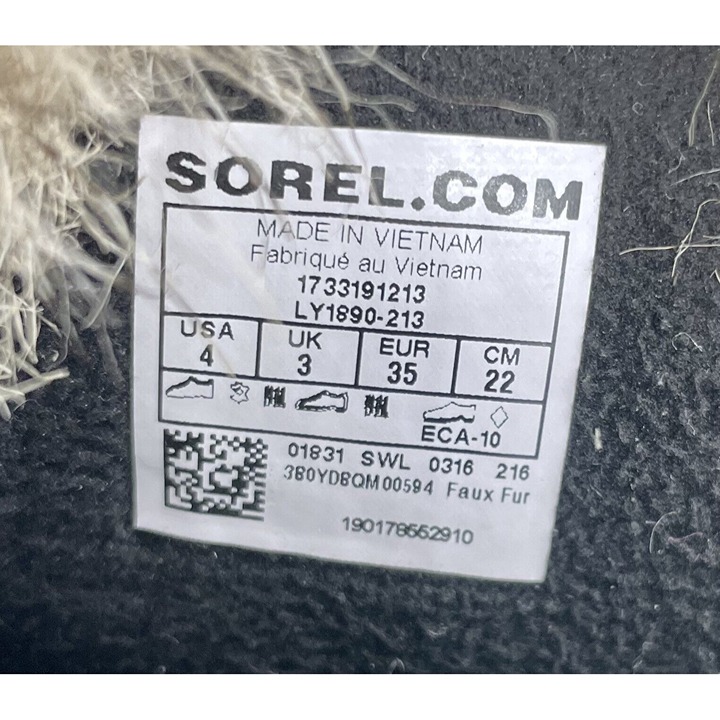 SOREL.COM
MADE IN VIETNAM
Fabriqué au Vietnam
1733191213
LY1890-213
USA UK EUR CM
4 3 35 22
ECA-10
01831 SWL 0316 216
3B0YDBQM00594 Faux Fur
190178552910